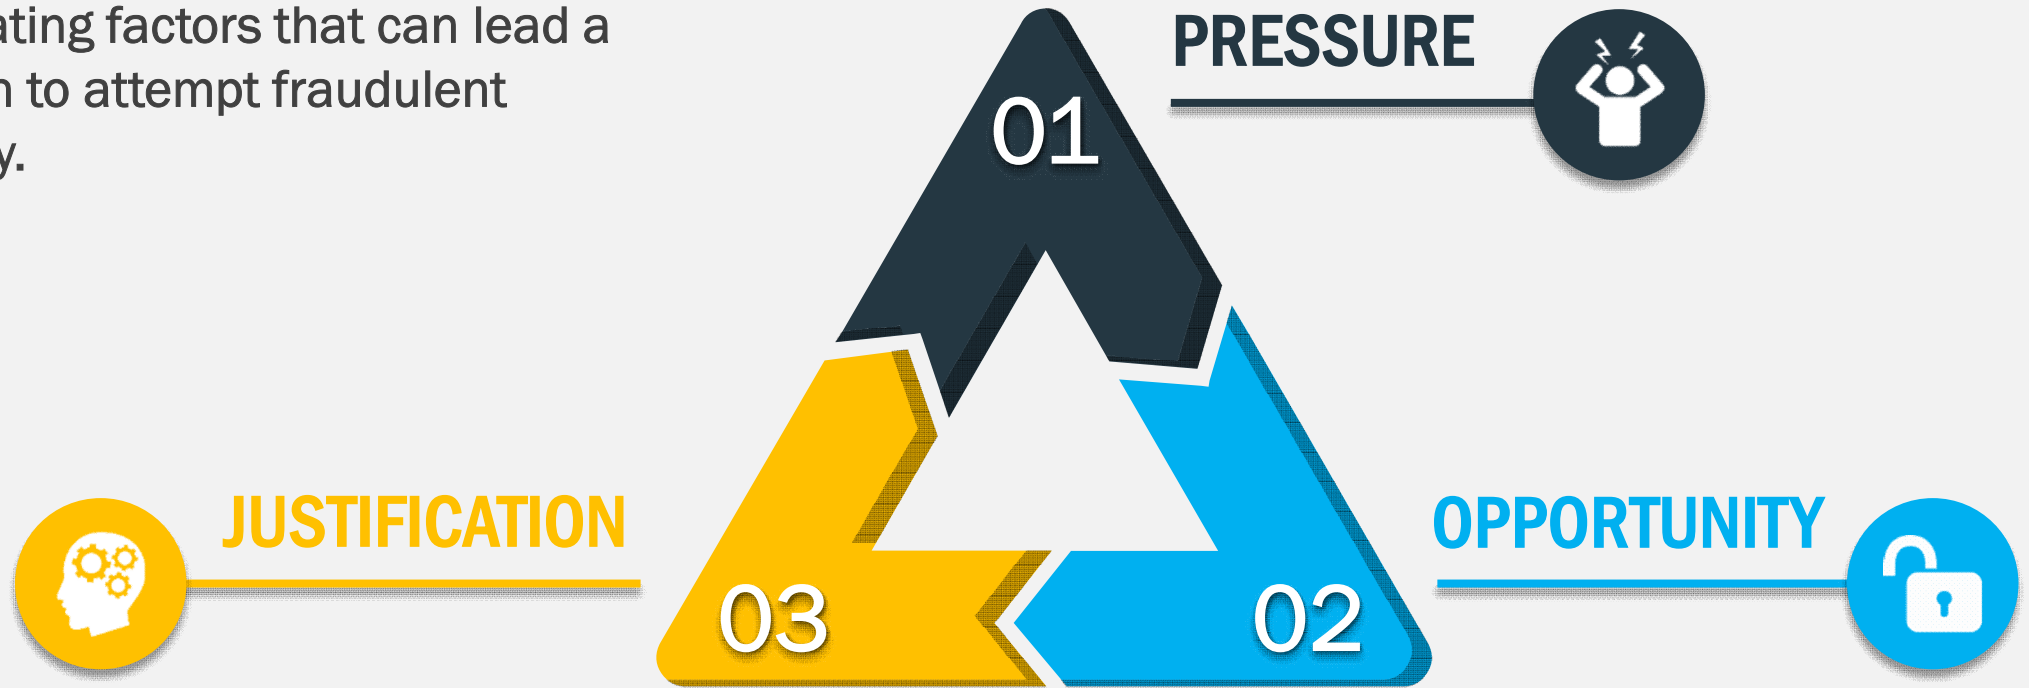 ating factors that can lead a
n to attempt fraudulent
y.
PRESSURE
01
JUSTIFICATION
OPPORTUNITY
03
02